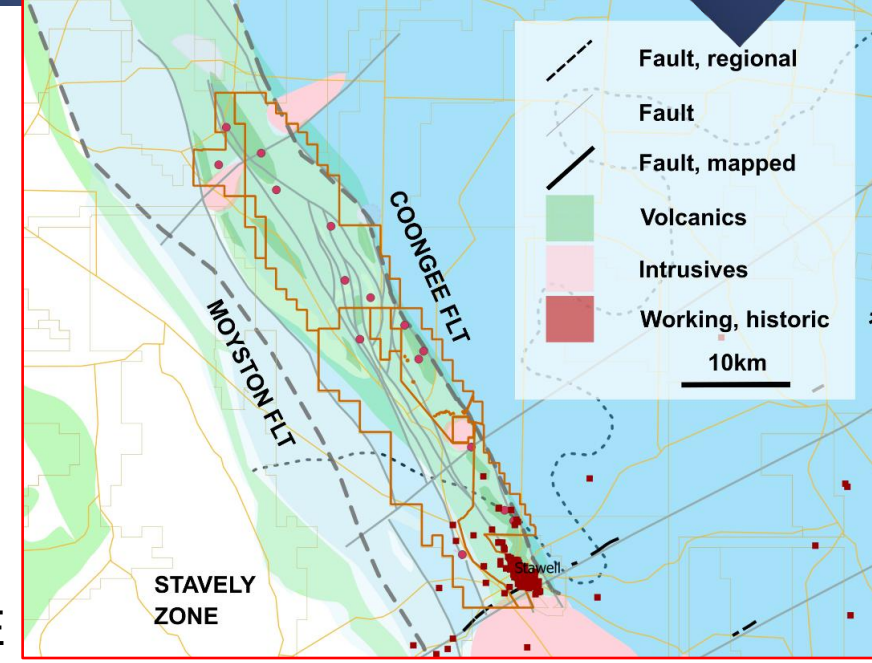 Fault, regional
Fault
Fault, mapped
Volcanics
Intrusives
Working, historic
10km
COONGEE FLT
MOYSTON FLT
STAVELY
ZONE
Stawell
E